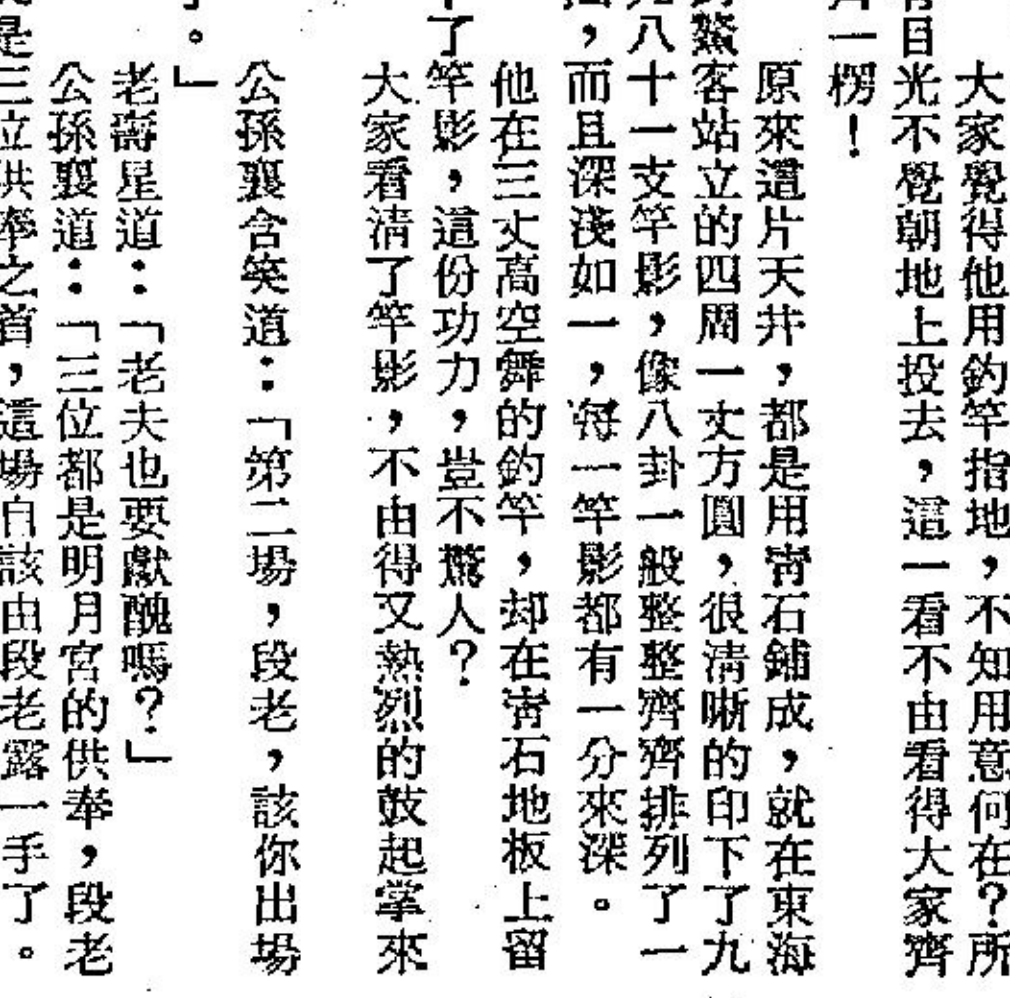 大家覺得他用釣竿指地，不知用意何在？所
有目光不覺朝地上投去，這一看不由看得大家齊
齊一楞！
原來這片天井，都是用青石鋪成，就在東海
釣鰲客站立的四周一丈方圓，很清晰的印下了九
九八十一支竿影，像八卦一般整整齊齊排列了一
，而且深淺如一，每一竿影都有一分來深。
他在三丈高空舞的釣竿，却在青石地板上留
下了竿影，這份功力，豈不驚人？
大家看清了竿影，不由得又熱烈的鼓起掌來
。
公孫襄含笑道：「第二場，段老，該你出場
了。」
老壽星道：「老夫也要獻醜嗎？」
公孫襄道：「三位都是明月宮的供奉，段老
是三位供奉之首，這場自該由段老露一手了。